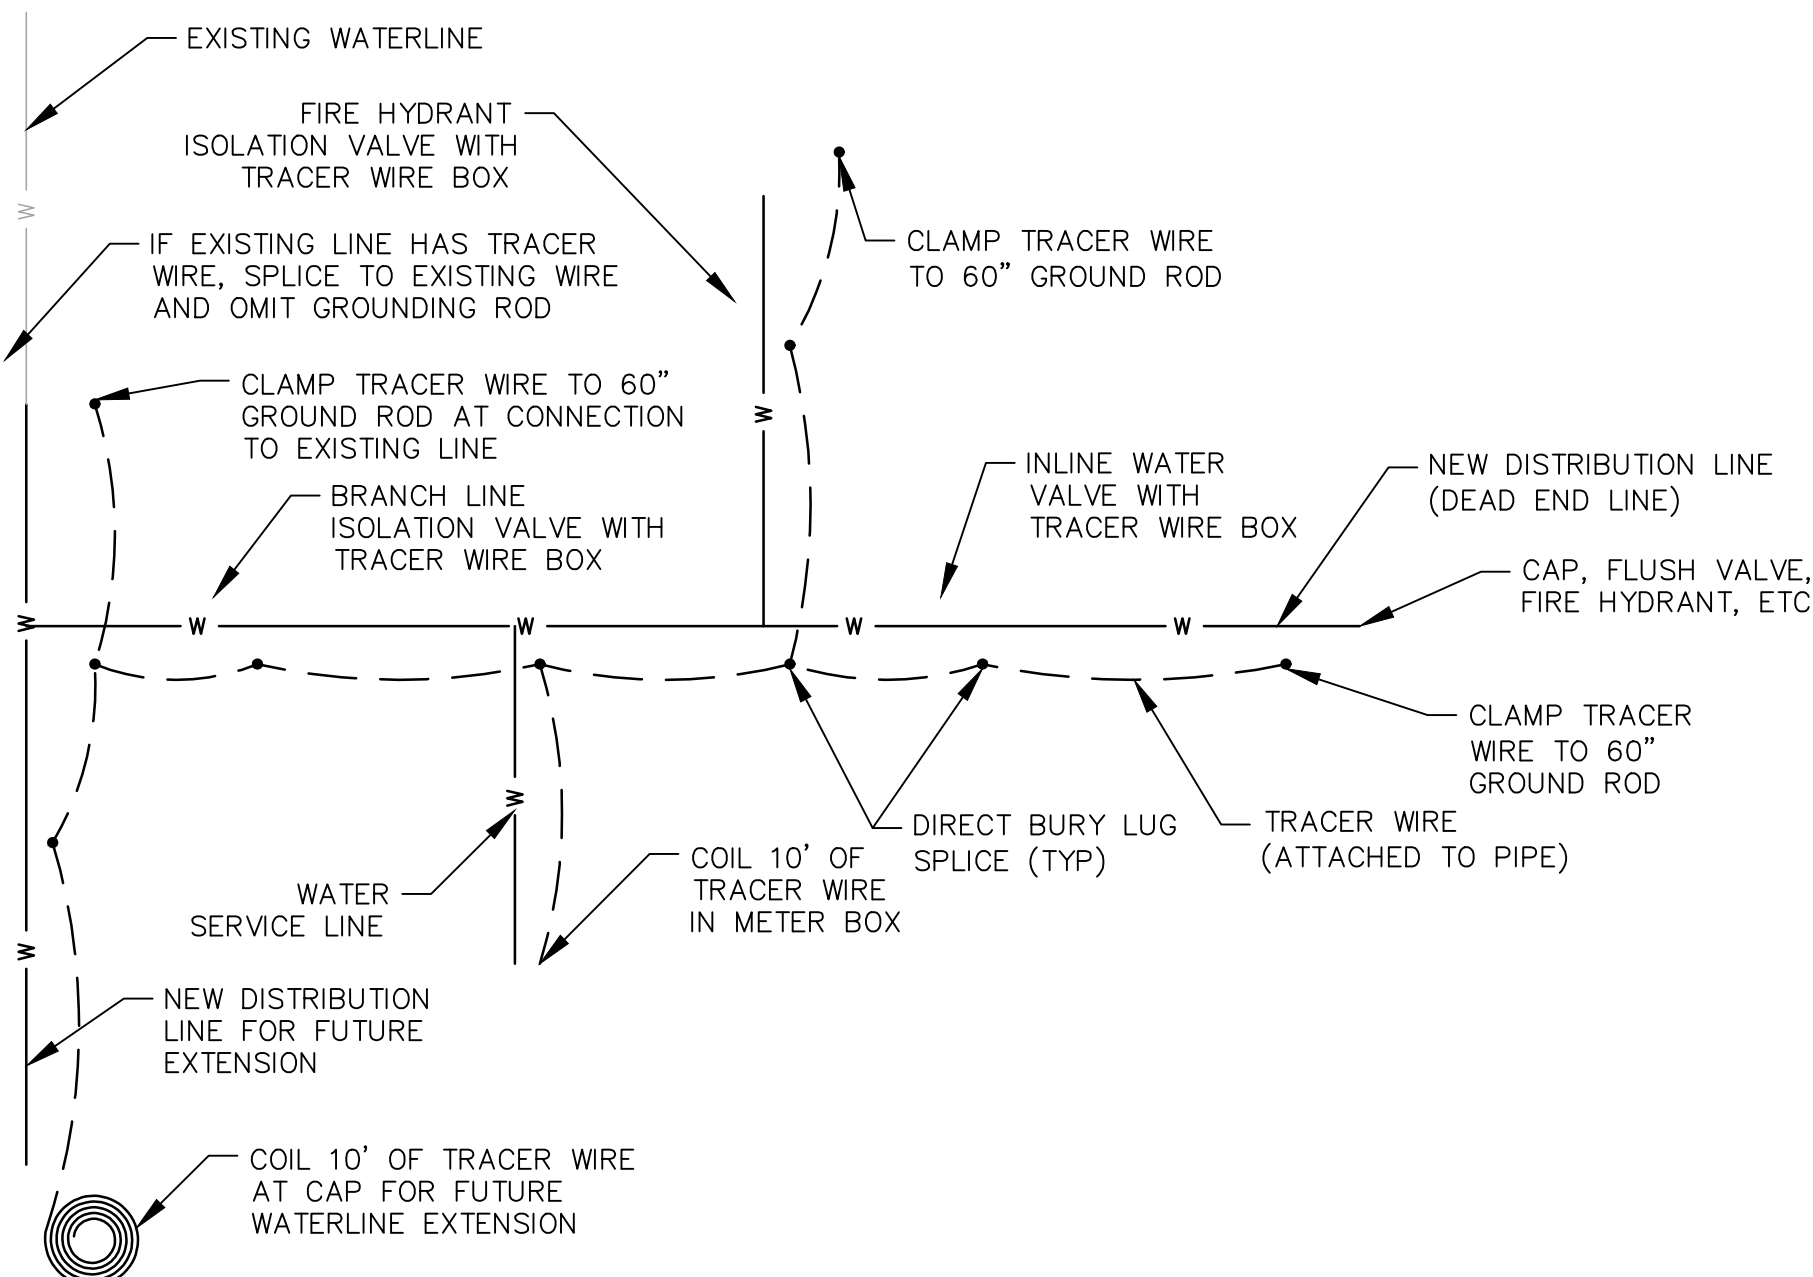 EXISTING WATERLINE
FIRE HYDRANT
ISOLATION VALVE WITH
TRACER WIRE BOX
W
IF EXISTING LINE HAS TRACER
WIRE, SPLICE TO EXISTING WIRE
AND OMIT GROUNDING ROD
CLAMP TRACER WIRE
TO 60” GROUND ROD
CLAMP TRACER WIRE TO 60”
GROUND ROD AT CONNECTION
TO EXISTING LINE
W
BRANCH LINE
ISOLATION VALVE WITH
TRACER WIRE BOX
INLINE WATER
VALVE WITH
TRACER WIRE BOX
NEW DISTRIBUTION LINE
(DEAD END LINE)
CAP, FLUSH VALVE,
FIRE HYDRANT, ETC
W
W
W
W
W
CLAMP TRACER
WIRE TO 60”
GROUND ROD
W
WATER
SERVICE LINE
COIL 10’ OF
TRACER WIRE
IN METER BOX
DIRECT BURY LUG
SPLICE (TYP)
TRACER WIRE
(ATTACHED TO PIPE)
W
NEW DISTRIBUTION
LINE FOR FUTURE
EXTENSION
COIL 10’ OF TRACER WIRE
AT CAP FOR FUTURE
WATERLINE EXTENSION